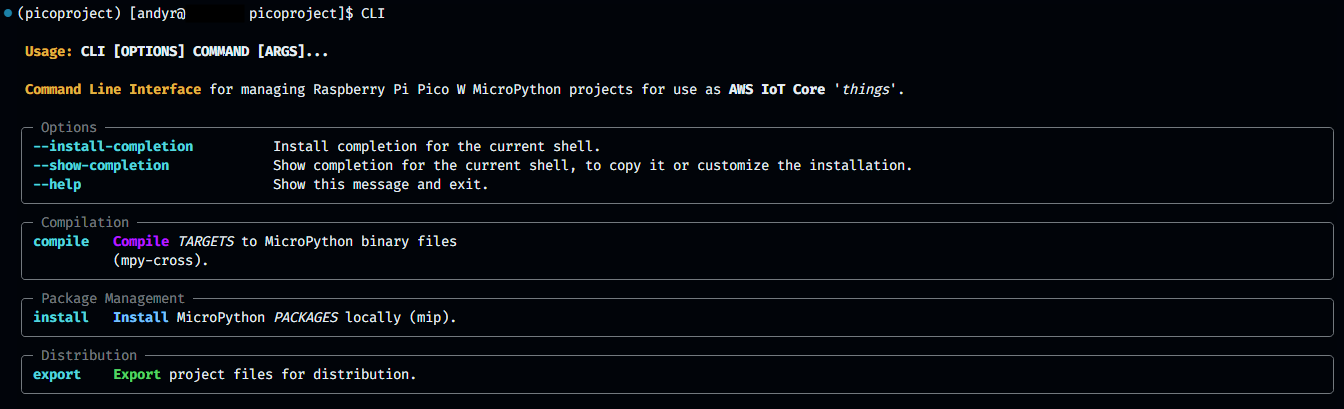 (picoproject) [andyr@ picoproject]$ CLI
Usage: CLI [OPTIONS] COMMAND [ARGS]...
Command Line Interface for managing Raspberry Pi Pico W MicroPython projects for use as AWS IoT Core 'things'.
Options
--install-completion Install completion for the current shell.
--show-completion Show completion for the current shell, to copy it or customize the installation.
--help Show this message and exit.
Compilation
compile Compile TARGETS to MicroPython binary files
(mpy-cross).
Package Management
install Install MicroPython PACKAGES locally (mip).
Distribution
export Export project files for distribution.